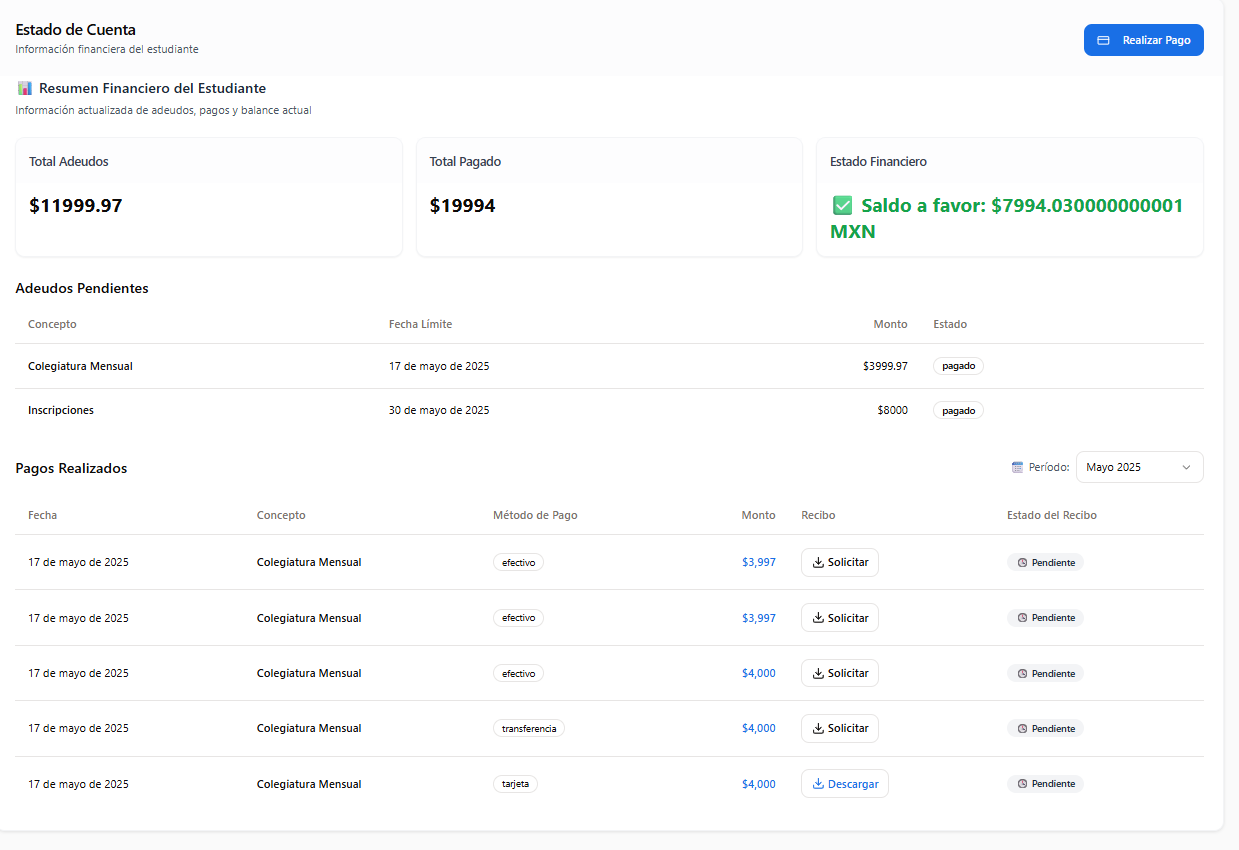 Estado de Cuenta
Información financiera del estudiante
Realizar Pago
Resumen Financiero del Estudiante
Información actualizada de adeudos, pagos y balance actual
Total Adeudos
$11999.97
Total Pagado
$19994
Estado Financiero
Saldo a favor: $7994.030000000001
MXN
Adeudos Pendientes
Concepto Fecha Límite Monto Estado
Colegiatura Mensual 17 de mayo de 2025 $3999.97 pagado
Inscripciones 30 de mayo de 2025 $8000 pagado
Pagos Realizados
Período: Mayo 2025
Fecha Concepto Método de Pago Monto Recibo Estado del Recibo
17 de mayo de 2025 Colegiatura Mensual efectivo $3,997 Solicitar Pendiente
17 de mayo de 2025 Colegiatura Mensual efectivo $3,997 Solicitar Pendiente
17 de mayo de 2025 Colegiatura Mensual efectivo $4,000 Solicitar Pendiente
17 de mayo de 2025 Colegiatura Mensual transferencia $4,000 Solicitar Pendiente
17 de mayo de 2025 Colegiatura Mensual tarjeta $4,000 Descargar Pendiente